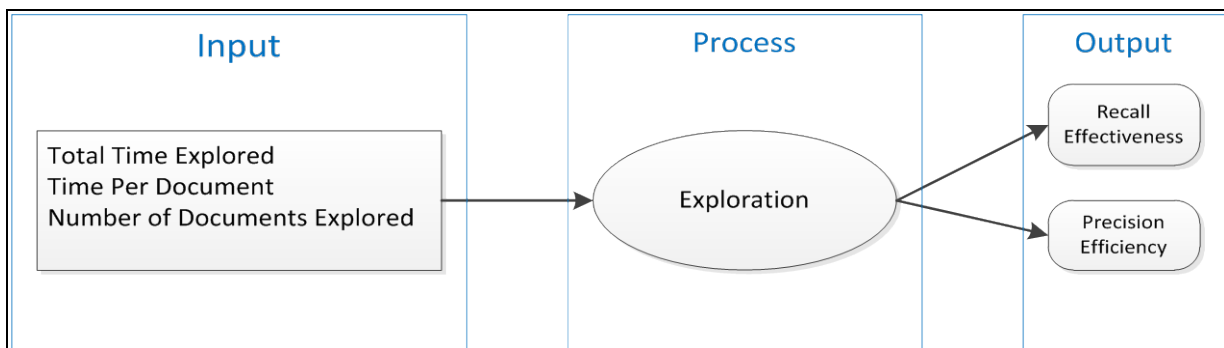 Input
Total Time Explored
Time Per Document
Number of Documents Explored
Process
Exploration
Output
Recall
Effectiveness
Precision
Efficiency